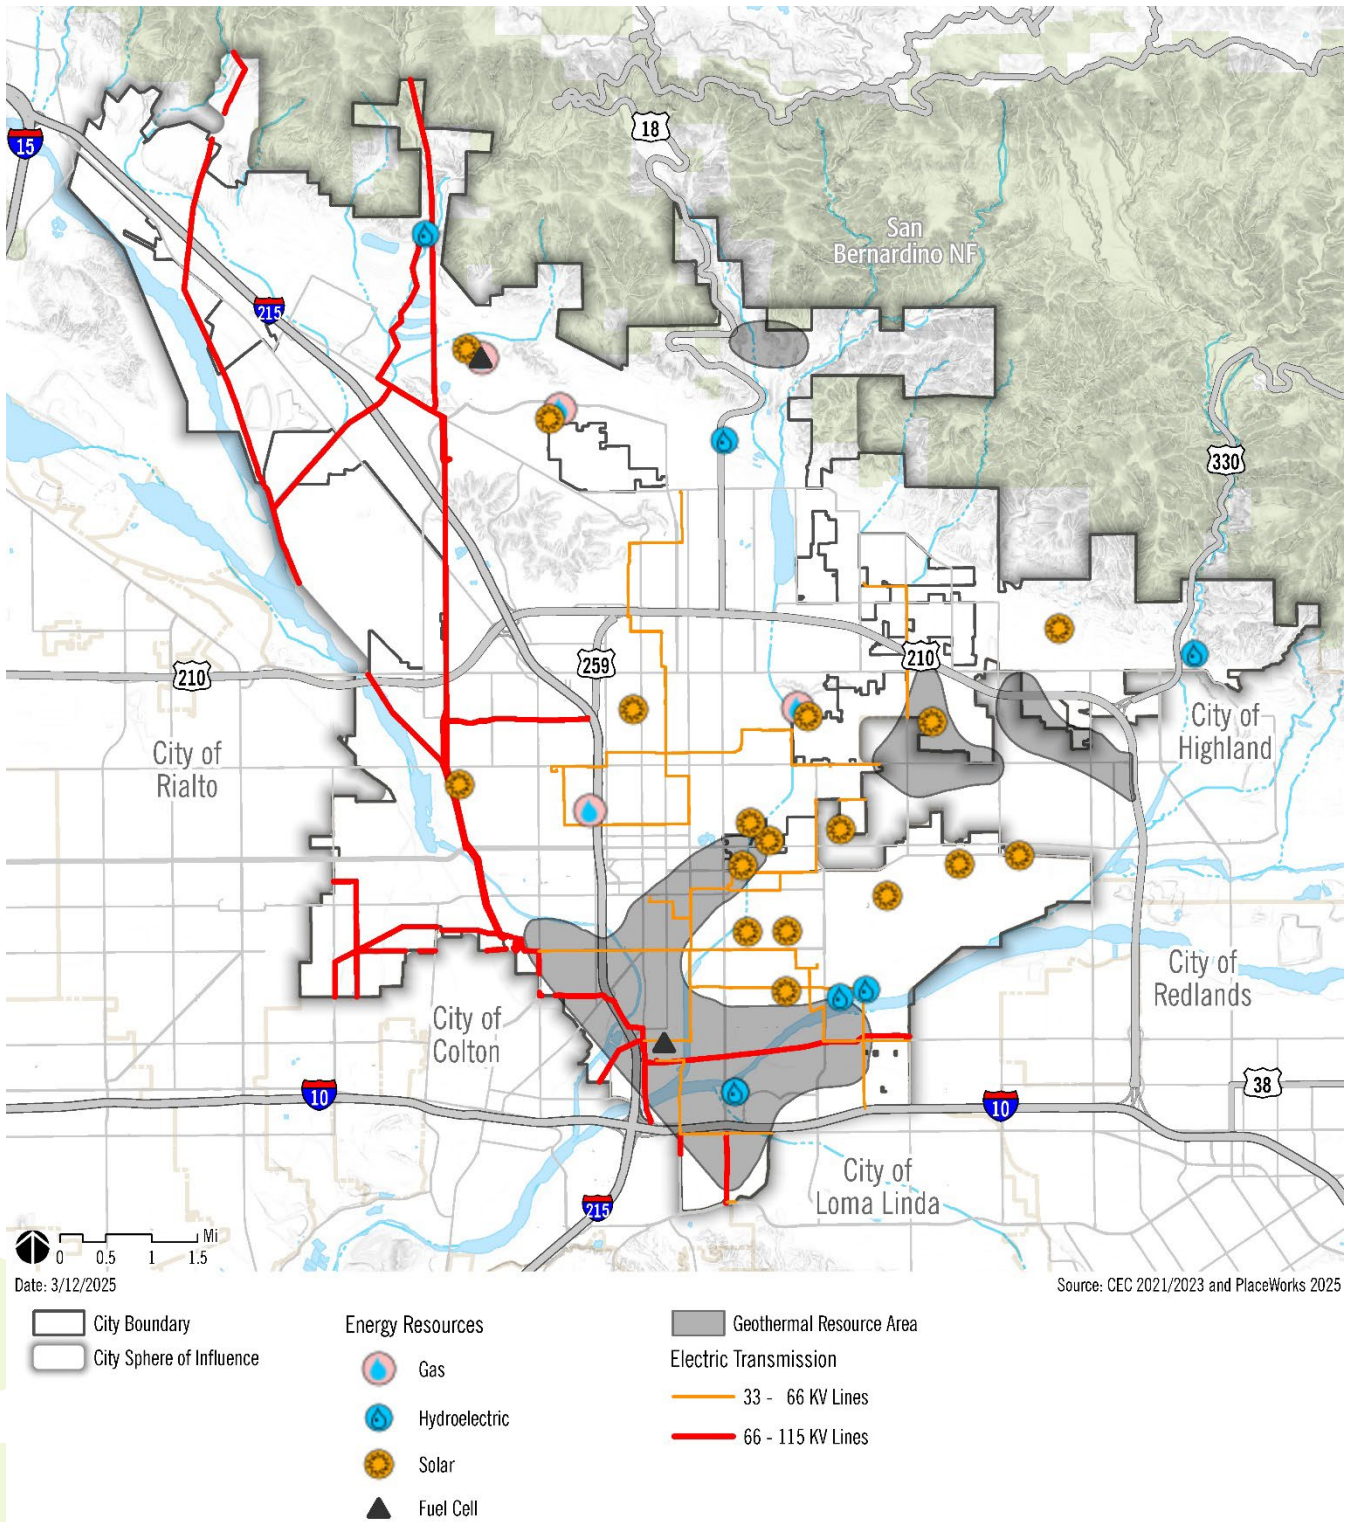 18
15
San
Bernardino NF
215
330
210
259
210
City of
Rialto
City of
Highland
City of
Redlands
City of
Colton
10
38
10
City of
Loma Linda
215
Mi
0 0.5 1 1.5
Date: 3/12/2025
Source: CEC 2021/2023 and PlaceWorks 2025
City Boundary
City Sphere of Influence
Energy Resources
Gas
Hydroelectric
Solar
Fuel Cell
Geothermal Resource Area
Electric Transmission
33 - 66 KV Lines
66 - 115 KV Lines